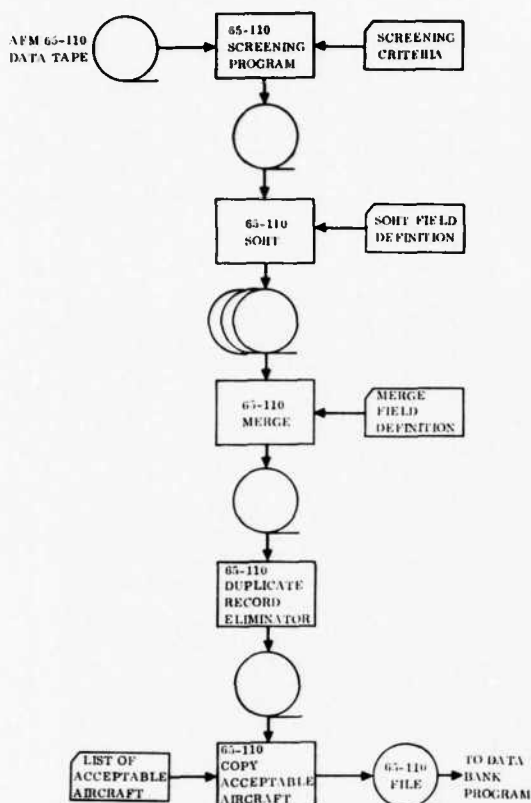 AFM 65-110
DATA TAPE
65-110
SCREENING
PROGRAM
SCREENING
CRITERIA
65-110
SORT
SORT FIELD
DEFINITION
65-110
MERGE
MERGE
FIELD
DEFINITION
65-110
DUPLICATE
RECORD
ELIMINATOR
LIST OF
ACCEPTABLE
AIRCRAFT
65-110
COPY
ACCEPTABLE
AIRCRAFT
65-110
FILE
TO DATA
BANK
PROGRAM